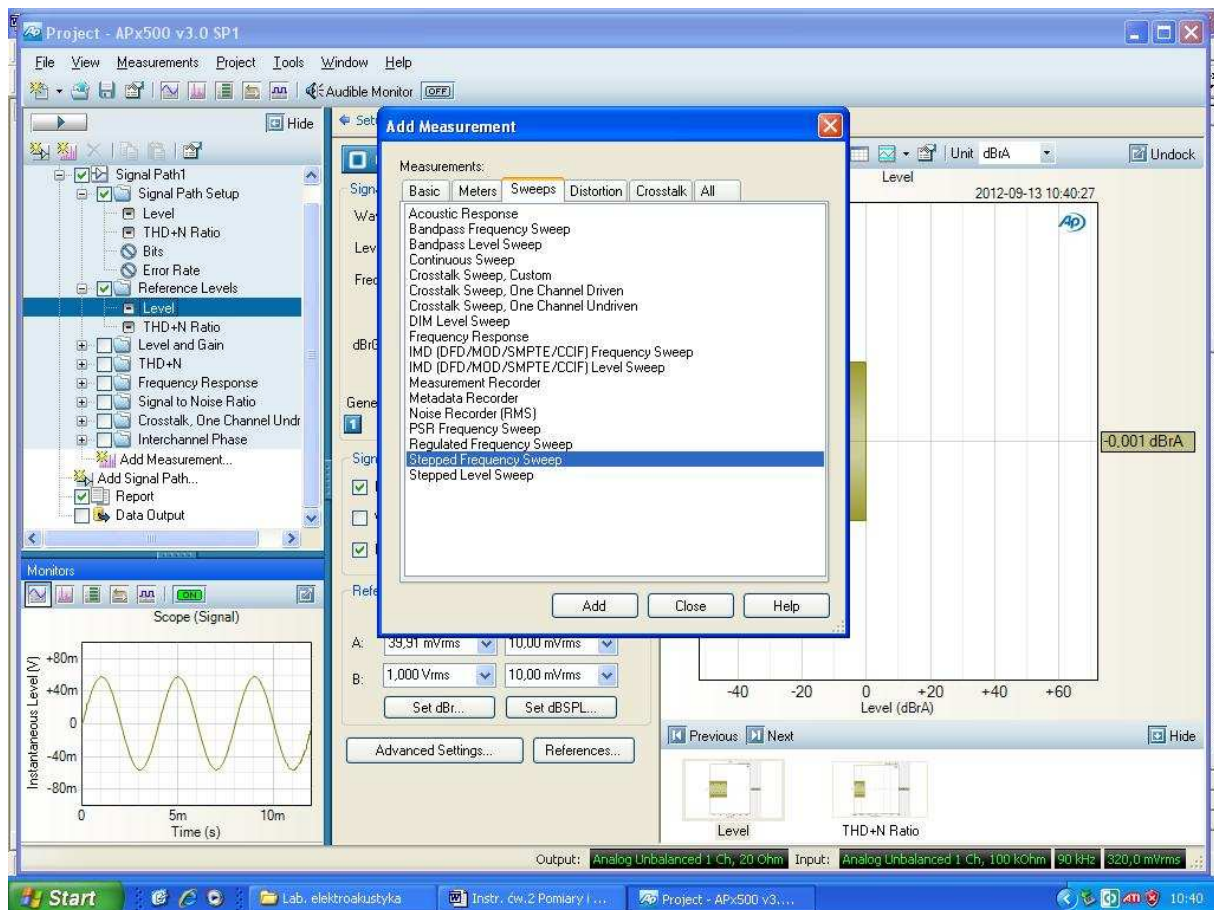 Project - APx500 v3.0 SP1
File View Measurements Project Tools Window Help
Audible Monitor OFF
Hide
Signal Path1
Signal Path Setup
Level
THD+N Ratio
Bits
Error Rate
Reference Levels
Level
THD+N Ratio
Level and Gain
THD+N
Frequency Response
Signal to Noise Ratio
Crosstalk, One Channel Undr
Interchannel Phase
Add Measurement...
Add Signal Path...
Report
Data Output
Monitors
ON
Scope (Signal)
Instantaneous Level (V)
+80m
+40m
0
-40m
-80m
0 5m 10m
Time (s)
Set
Sign
Wa
Lev
Fred
dBrG
Gene
1
Sign
Refe
A: 39,91 mVrms 10,00 mVrms
B: 1,000 Vrms 10,00 mVrms
Set dBr... Set dBSPL...
Advanced Settings... References...
Add Measurement
Measurements:
Basic Meters Sweeps Distortion Crosstalk All
Acoustic Response
Bandpass Frequency Sweep
Bandpass Level Sweep
Continuous Sweep
Crosstalk Sweep, Custom
Crosstalk Sweep, One Channel Driven
Crosstalk Sweep, One Channel Undriven
DIM Level Sweep
Frequency Response
IMD (DFD/MOD/SMPTE/CCIF) Frequency Sweep
IMD (DFD/MOD/SMPTE/CCIF) Level Sweep
Measurement Recorder
Metadata Recorder
Noise Recorder (RMS)
PSR Frequency Sweep
Regulated Frequency Sweep
Stepped Frequency Sweep
Stepped Level Sweep
Add Close Help
Unit dBrA Undock
Level
2012-09-13 10:40:27
AP
-0,001 dBrA
-40 -20 0 +20 +40 +60
Level (dBrA)
Previous Next Hide
Level THD+N Ratio
Output: Analog Unbalanced 1 Ch, 20 Ohm Input: Analog Unbalanced 1 Ch, 100 kOhm 90 kHz 320,0 mVrms
Start Lab. elektroakustyka Instr. ćw.2 Pomiary i ... Project - APx500 v3.... 10:40